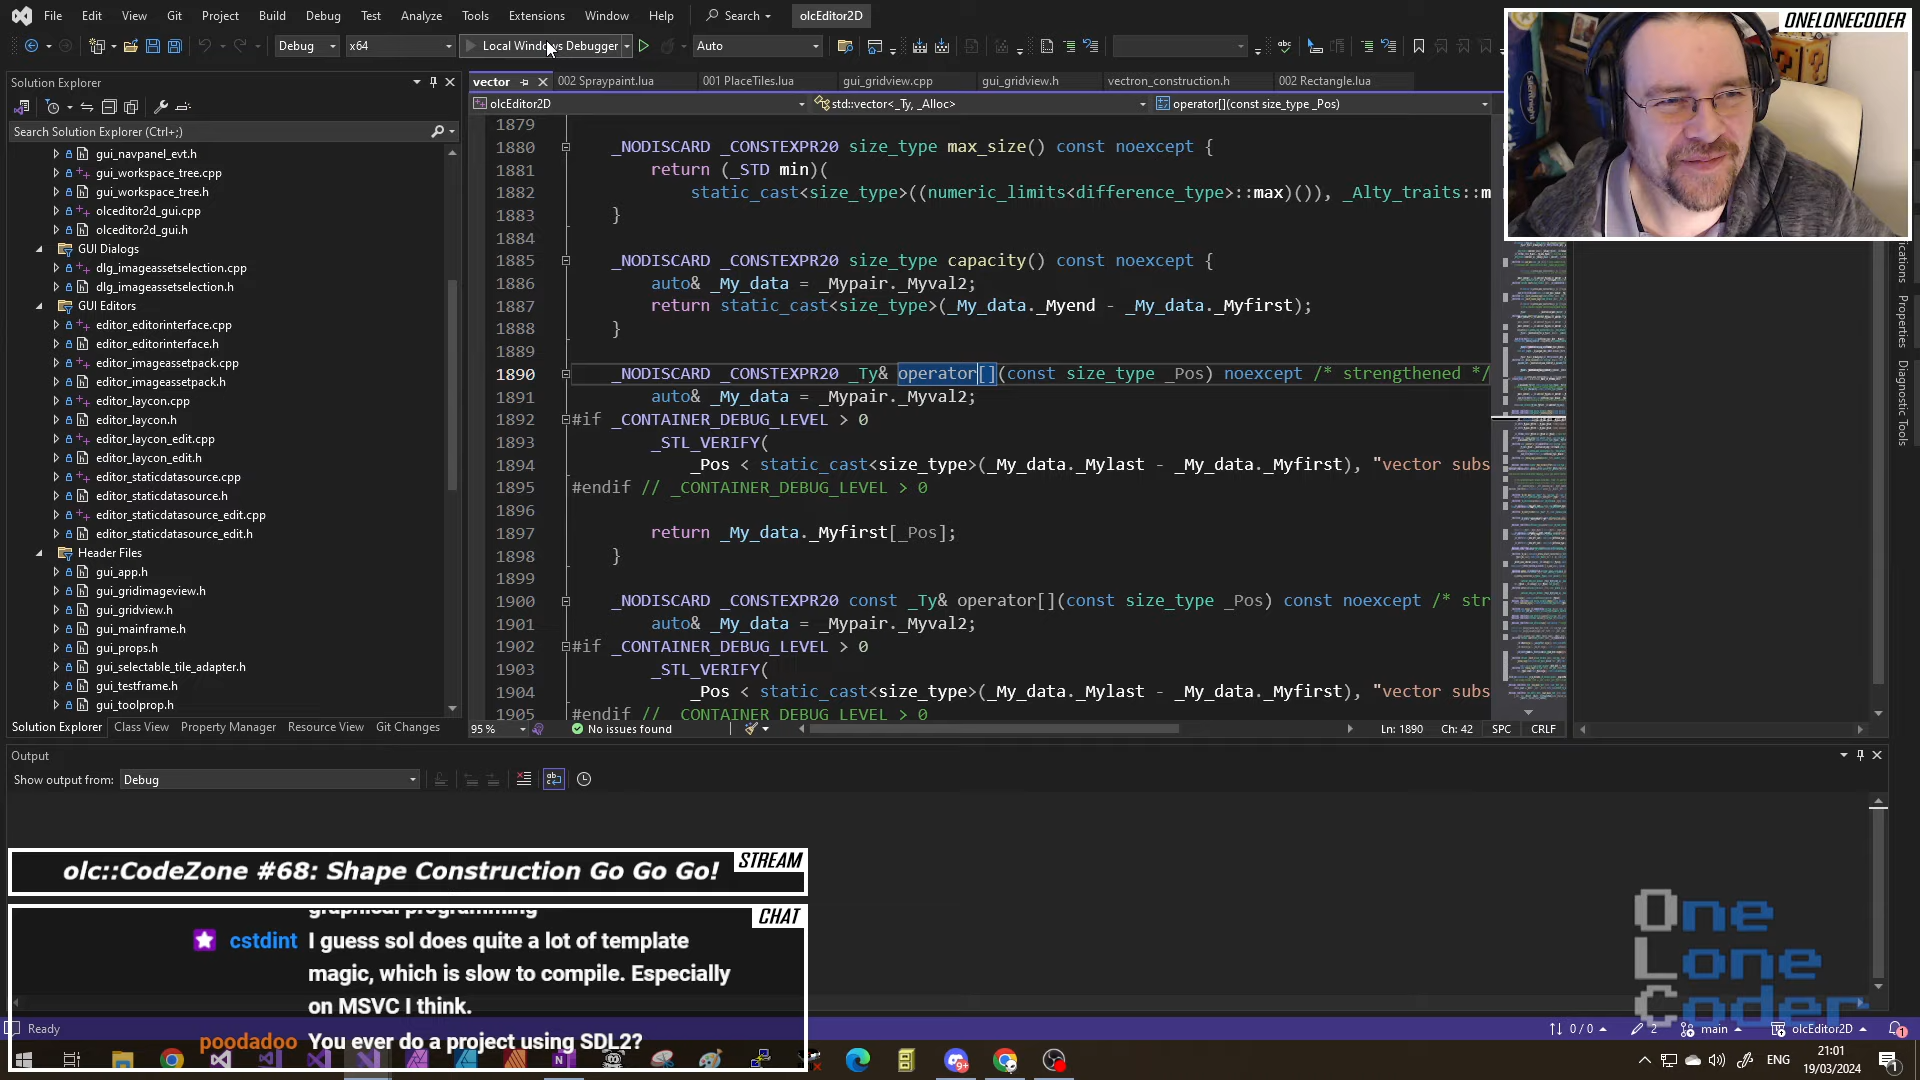 File Edit View Git Project Build Debug Test Analyze Tools Extensions Window Help Search olcEditor2D
Debug x64 Local Windows Debugger Auto
ONELONECODER
Solution Explorer
Search Solution Explorer (Ctrl+;)
gui_navpanel_evt.h
gui_workspace_tree.cpp
gui_workspace_tree.h
olceditor2d_gui.cpp
olceditor2d_gui.h
GUI Dialogs
dlg_imageassetselection.cpp
dlg_imageassetselection.h
GUI Editors
editor_editorinterface.cpp
editor_editorinterface.h
editor_imageassetpack.cpp
editor_imageassetpack.h
editor_laycon.cpp
editor_laycon.h
editor_laycon_edit.cpp
editor_laycon_edit.h
editor_staticdatasource.cpp
editor_staticdatasource.h
editor_staticdatasource_edit.cpp
editor_staticdatasource_edit.h
Header Files
gui_app.h
gui_gridimageview.h
gui_gridview.h
gui_mainframe.h
gui_props.h
gui_selectable_tile_adapter.h
gui_testframe.h
gui_toolprop.h
Solution Explorer Class View Property Manager Resource View Git Changes
vector 002 Spraypaint.lua 001 PlaceTiles.lua gui_gridview.cpp gui_gridview.h vectron_construction.h 002 Rectangle.lua
olcEditor2D std::vector<_Ty, _Alloc> operator[](const size_type _Pos)
1879
1880 _NODISCARD _CONSTEXPR20 size_type max_size() const noexcept {
1881 return (_STD min)(
1882 static_cast<size_type>((numeric_limits<difference_type>::max)()), _Alty_traits::m
1883 }
1884
1885 _NODISCARD _CONSTEXPR20 size_type capacity() const noexcept {
1886 auto& _My_data = _Mypair._Myval2;
1887 return static_cast<size_type>(_My_data._Myend - _My_data._Myfirst);
1888 }
1889
1890 _NODISCARD _CONSTEXPR20 _Ty& operator[](const size_type _Pos) noexcept /* strengthened */
1891 auto& _My_data = _Mypair._Myval2;
1892 #if _CONTAINER_DEBUG_LEVEL > 0
1893 _STL_VERIFY(
1894 _Pos < static_cast<size_type>(_My_data._Mylast - _My_data._Myfirst), "vector subs
1895 #endif // _CONTAINER_DEBUG_LEVEL > 0
1896
1897 return _My_data._Myfirst[_Pos];
1898 }
1899
1900 _NODISCARD _CONSTEXPR20 const _Ty& operator[](const size_type _Pos) const noexcept /* str
1901 auto& _My_data = _Mypair._Myval2;
1902 #if _CONTAINER_DEBUG_LEVEL > 0
1903 _STL_VERIFY(
1904 _Pos < static_cast<size_type>(_My_data._Mylast - _My_data._Myfirst), "vector subs
1905 #endif // _CONTAINER_DEBUG_LEVEL > 0
95 % No issues found Ln: 1890 Ch: 42 SPC CRLF
Properties
Diagnostic Tools
Output
Show output from: Debug
olc::CodeZone #68: Shape Construction Go Go Go! STREAM
CHAT
graphical programming
cstdint I guess sol does quite a lot of template
magic, which is slow to compile. Especially
on MSVC I think.
poodadoo You ever do a project using SDL2?
One
Lone
Coder
Ready 0 / 0 2 main olcEditor2D 1
ENG 21:01
19/03/2024